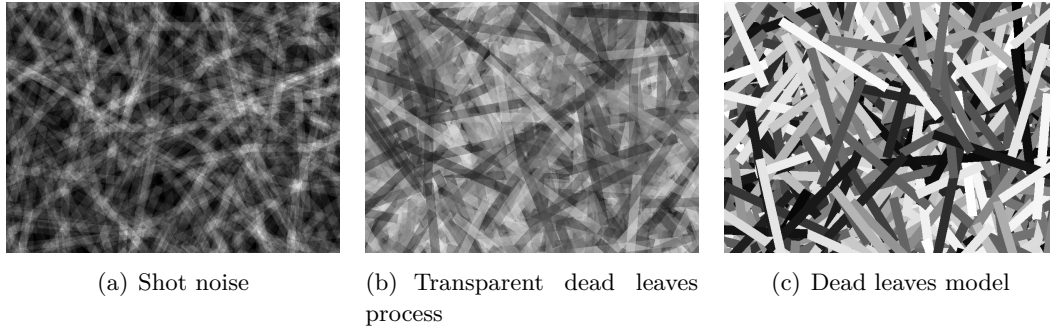 (a) Shot noise
(b) Transparent dead leaves
process
(c) Dead leaves model